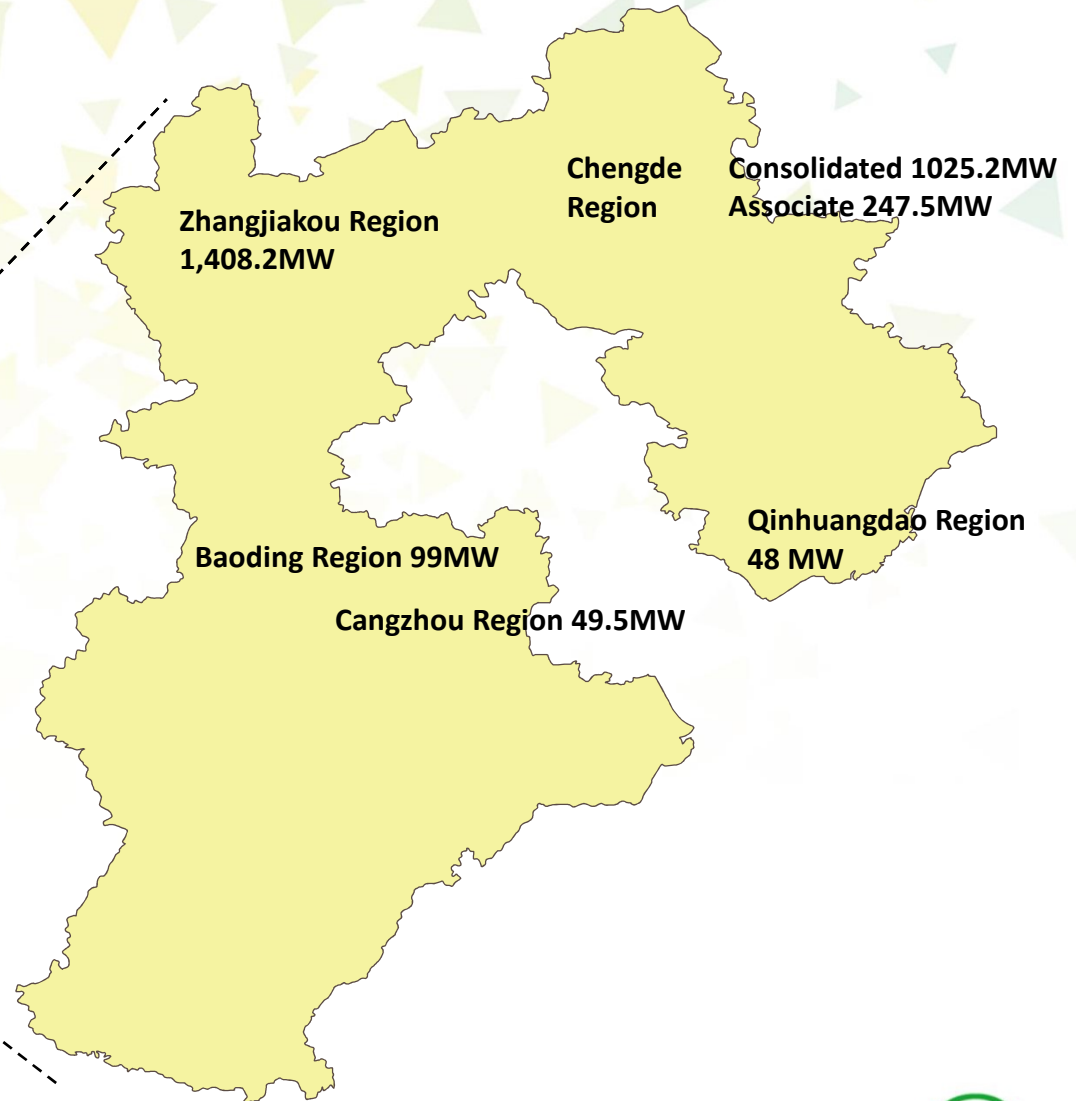 Chengde
Region
Consolidated 1025.2MW
Associate 247.5MW
Zhangjiakou Region
1,408.2MW
Qinhuangdao Region
48 MW
Baoding Region 99MW
Cangzhou Region 49.5MW